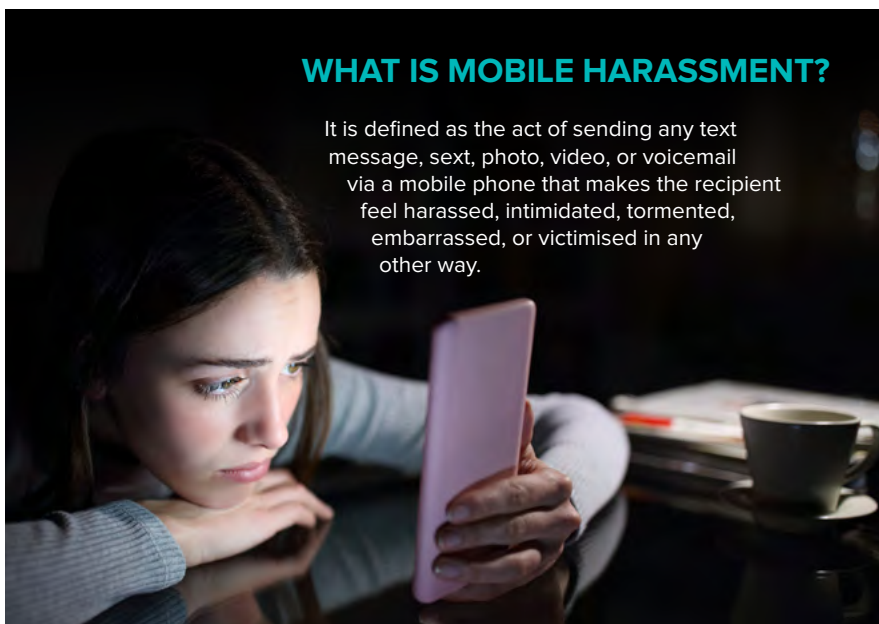 WHAT IS MOBILE HARASSMENT?
It is defined as the act of sending any text
message, sext, photo, video, or voicemail
via a mobile phone that makes the recipient
feel harassed, intimidated, tormented,
embarrassed, or victimised in any
other way.